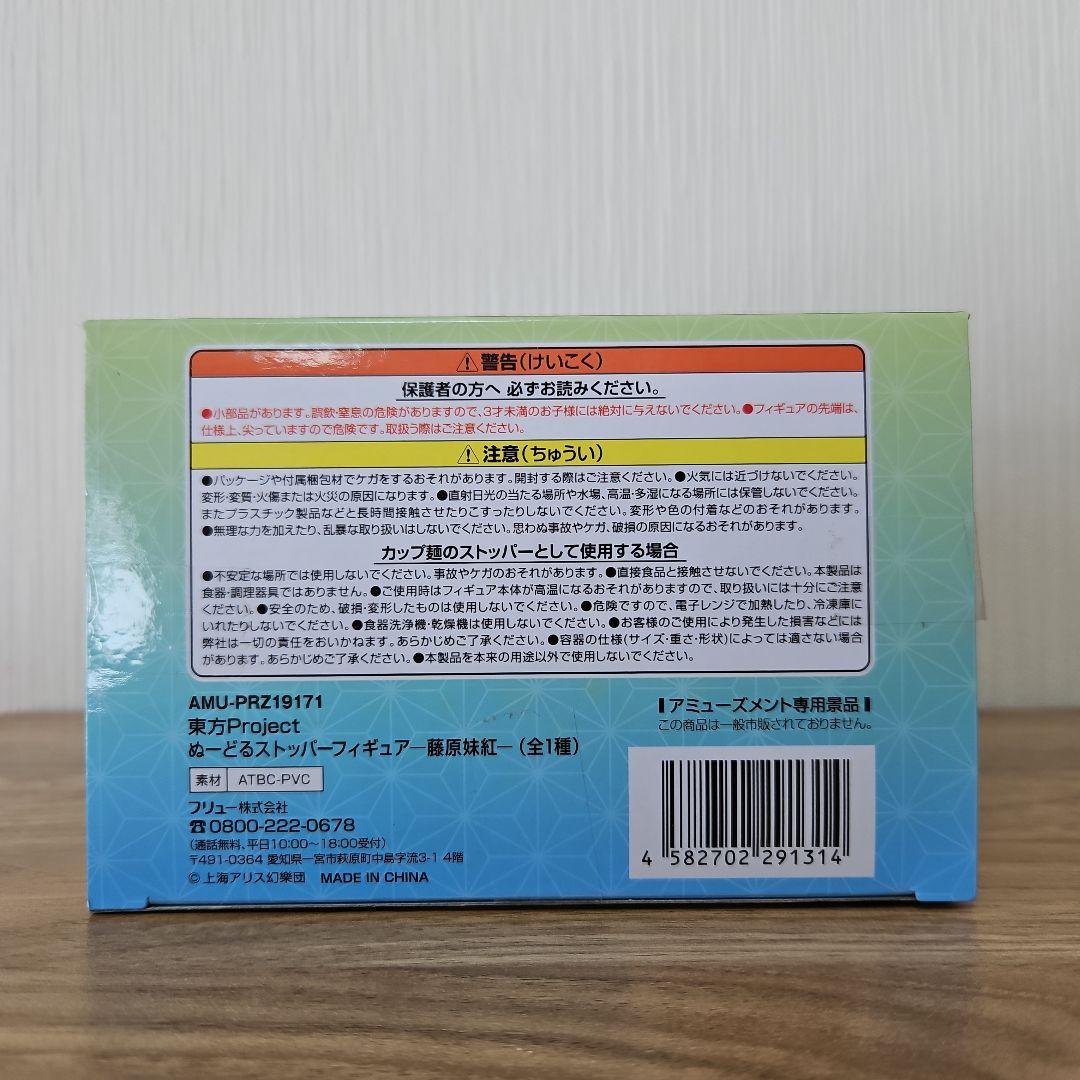 ⚠警告(けいこく)
保護者の方へ 必ずお読みください。
●小部品があります。誤飲・窒息の危険がありますので、3才未満のお子様には絶対に与えないでください。●フィギュアの先端は、
仕様上、尖っていますので危険です。取扱う際はご注意ください。
⚠注意(ちゅうい)
●パッケージや付属梱包材でケガをするおそれがあります。開封する際はご注意ください。●火気には近づけないでください。
変形・変質・火傷または火災の原因になります。●直射日光の当たる場所や水場、高温・多湿になる場所には保管しないでください。
またプラスチック製品などと長時間接触させたりこすったりしないでください。変形や色の付着などのおそれがあります。
●無理な力を加えたり、乱暴な取り扱いはしないでください。思わぬ事故やケガ、破損の原因になるおそれがあります。
カップ麺のストッパーとして使用する場合
●不安定な場所では使用しないでください。事故やケガのおそれがあります。●直接食品と接触させないでください。本製品は
食器・調理器具ではありません。●ご使用時はフィギュア本体が高温になるおそれがありますので、取り扱いには十分にご注意
ください。●安全のため、破損・変形したものは使用しないでください。●危険ですので、電子レンジで加熱したり、冷凍庫に
いれたりしないでください。●食器洗浄機・乾燥機は使用しないでください。●お客様のご使用により発生した損害などには
弊社は一切の責任をおいかねます。あらかじめご了承ください。●容器の仕様(サイズ・重さ・形状)によっては適さない場合
があります。あらかじめご了承ください。●本製品を本来の用途以外で使用しないでください。
AMU-PRZ19171
東方Project
ぬーどるストッパーフィギュアー藤原妹紅ー(全1種)
素材 ATBC-PVC
フリュー株式会社
☎0800-222-0678
(通話無料、平日10:00~18:00受付)
〒491-0364 愛知県一宮市萩原町中島字流3-1 4階
©上海アリス幻樂団 MADE IN CHINA
アミューズメント専用景品
この商品は一般市販されておりません。
4 582702 291314